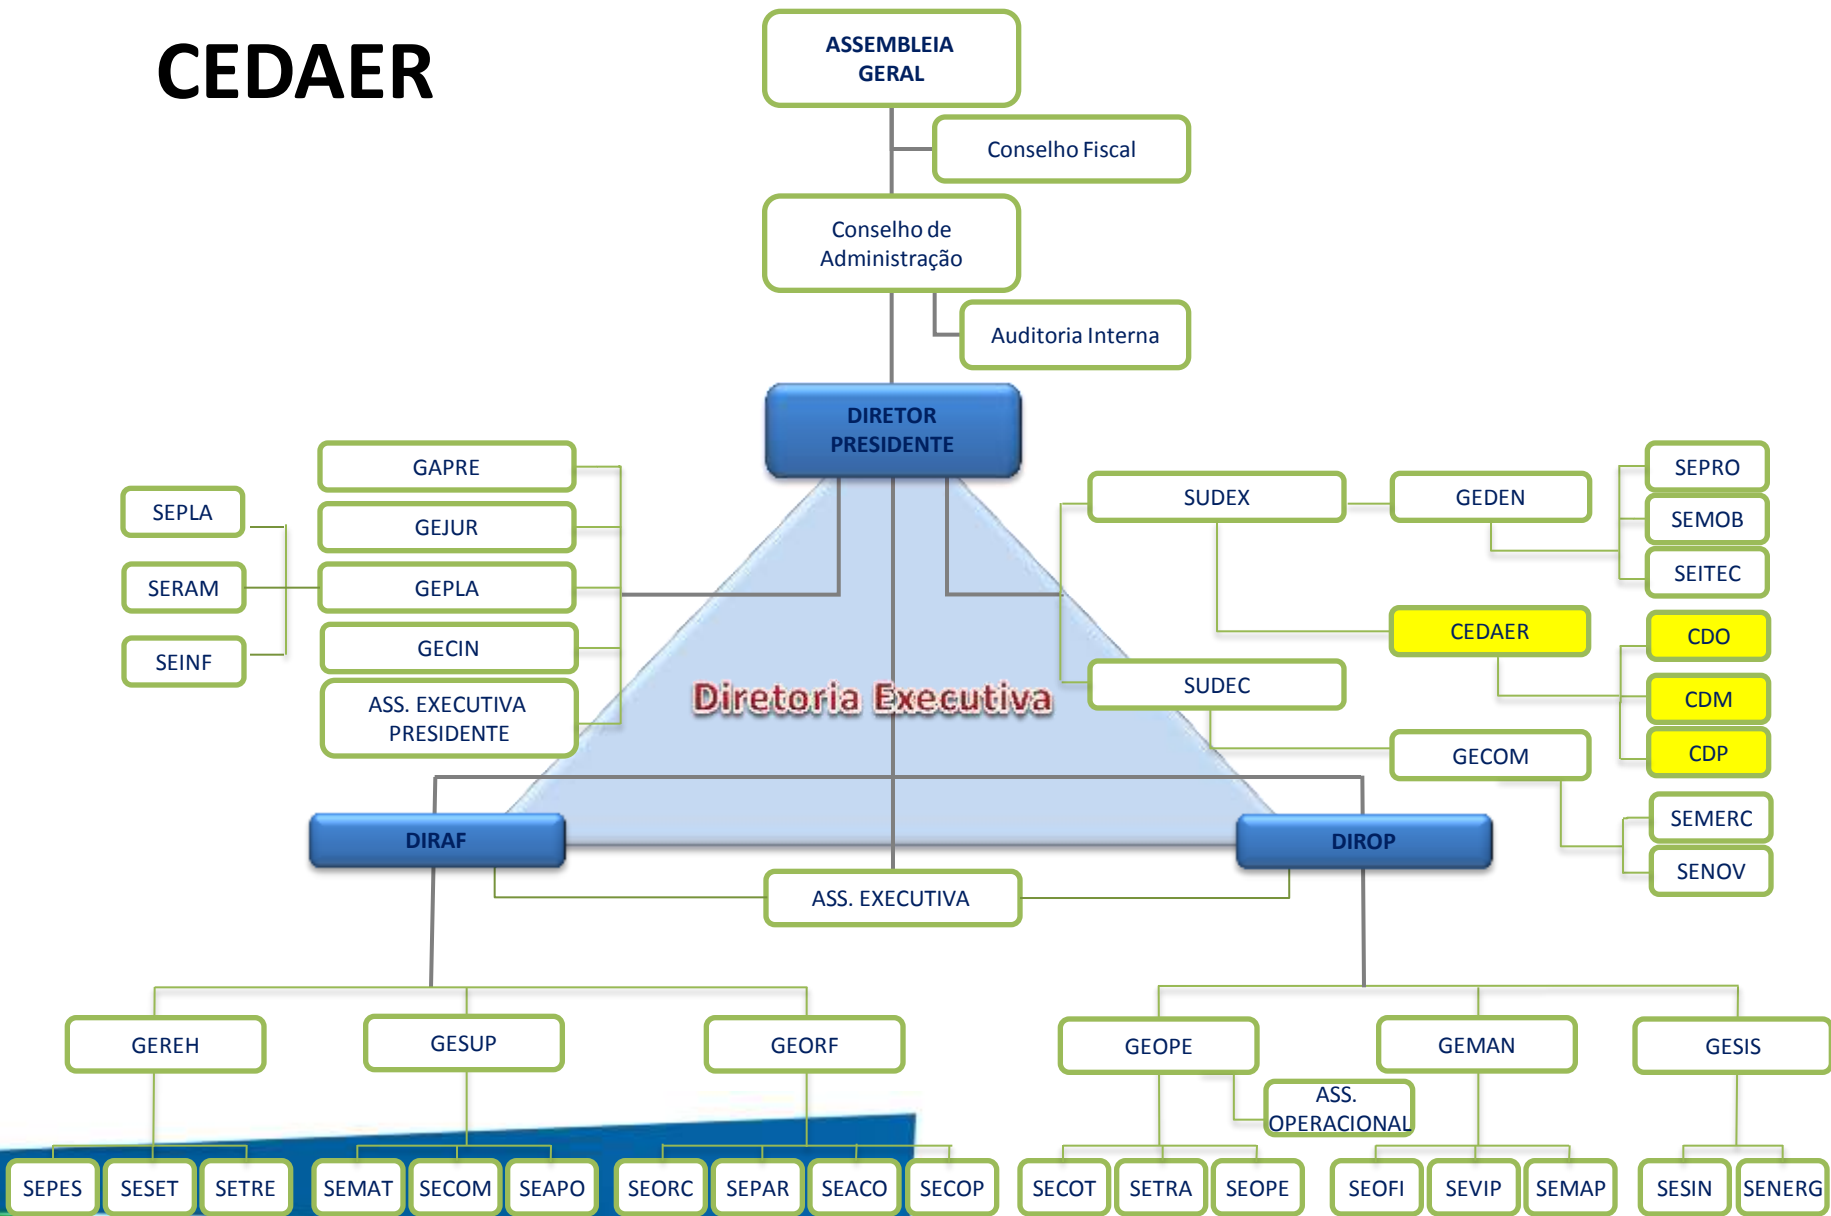 CEDAER
ASSEMBLEIA
GERAL
Conselho Fiscal
Conselho de
Administração
Auditoria Interna
DIRETOR
PRESIDENTE
GAPRE
SEPLA
GEJUR
SERAM
GEPLA
SEINF
GECIN
ASS. EXECUTIVA
PRESIDENTE
SUDEX
GEDEN
SEPRO
SEMOB
SEITEC
CEDAER
CDO
CDM
CDP
SUDEC
GECOM
SEMERC
SENOV
Diretoria Executiva
DIRAF
DIROP
ASS. EXECUTIVA
GEREH
GESUP
GEORF
GEOPE
GEMAN
GESIS
ASS.
OPERACIONAL
SEPES
SESET
SETRE
SEMAT
SECOM
SEAPO
SEORC
SEPAR
SEACO
SECOP
SECOT
SETRA
SEOPE
SEOFI
SEVIP
SEMAP
SESIN
SENERG